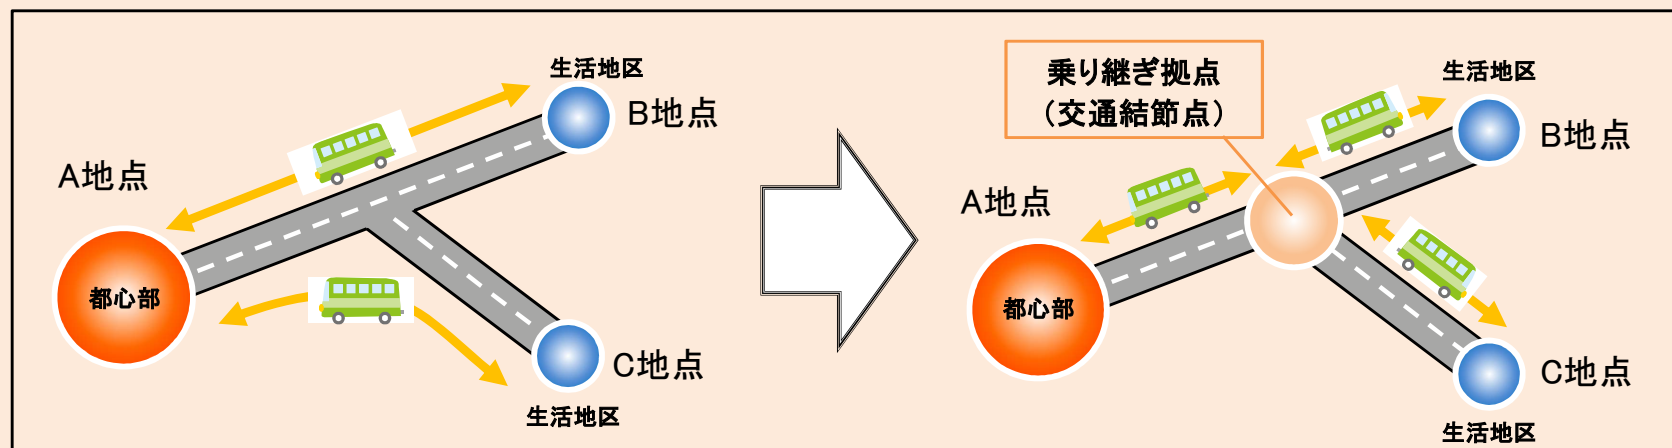 生活地区
B地点
A地点
都心部
C地点
生活地区
乗り継ぎ拠点
（交通結節点）
生活地区
B地点
A地点
都心部
C地点
生活地区